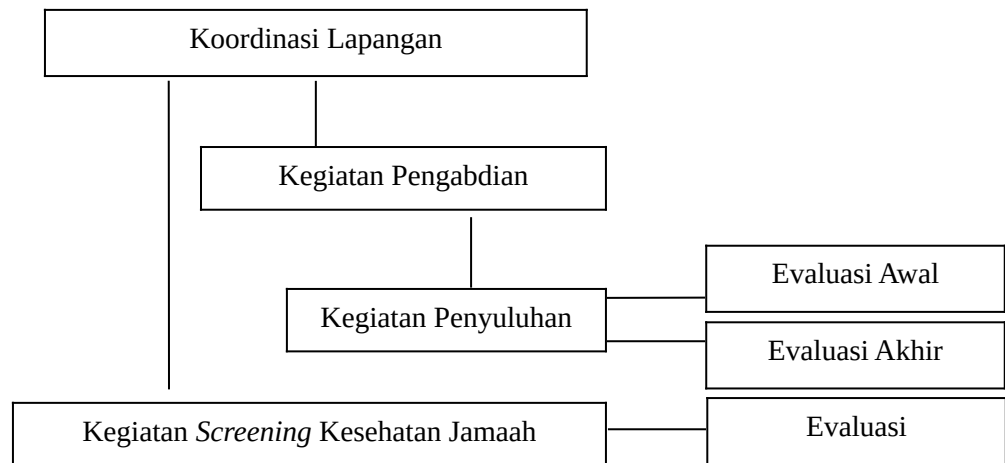 Koordinasi Lapangan
Kegiatan Pengabdian
Kegiatan Penyuluhan
Evaluasi Awal
Evaluasi Akhir
Kegiatan Screening Kesehatan Jamaah
Evaluasi